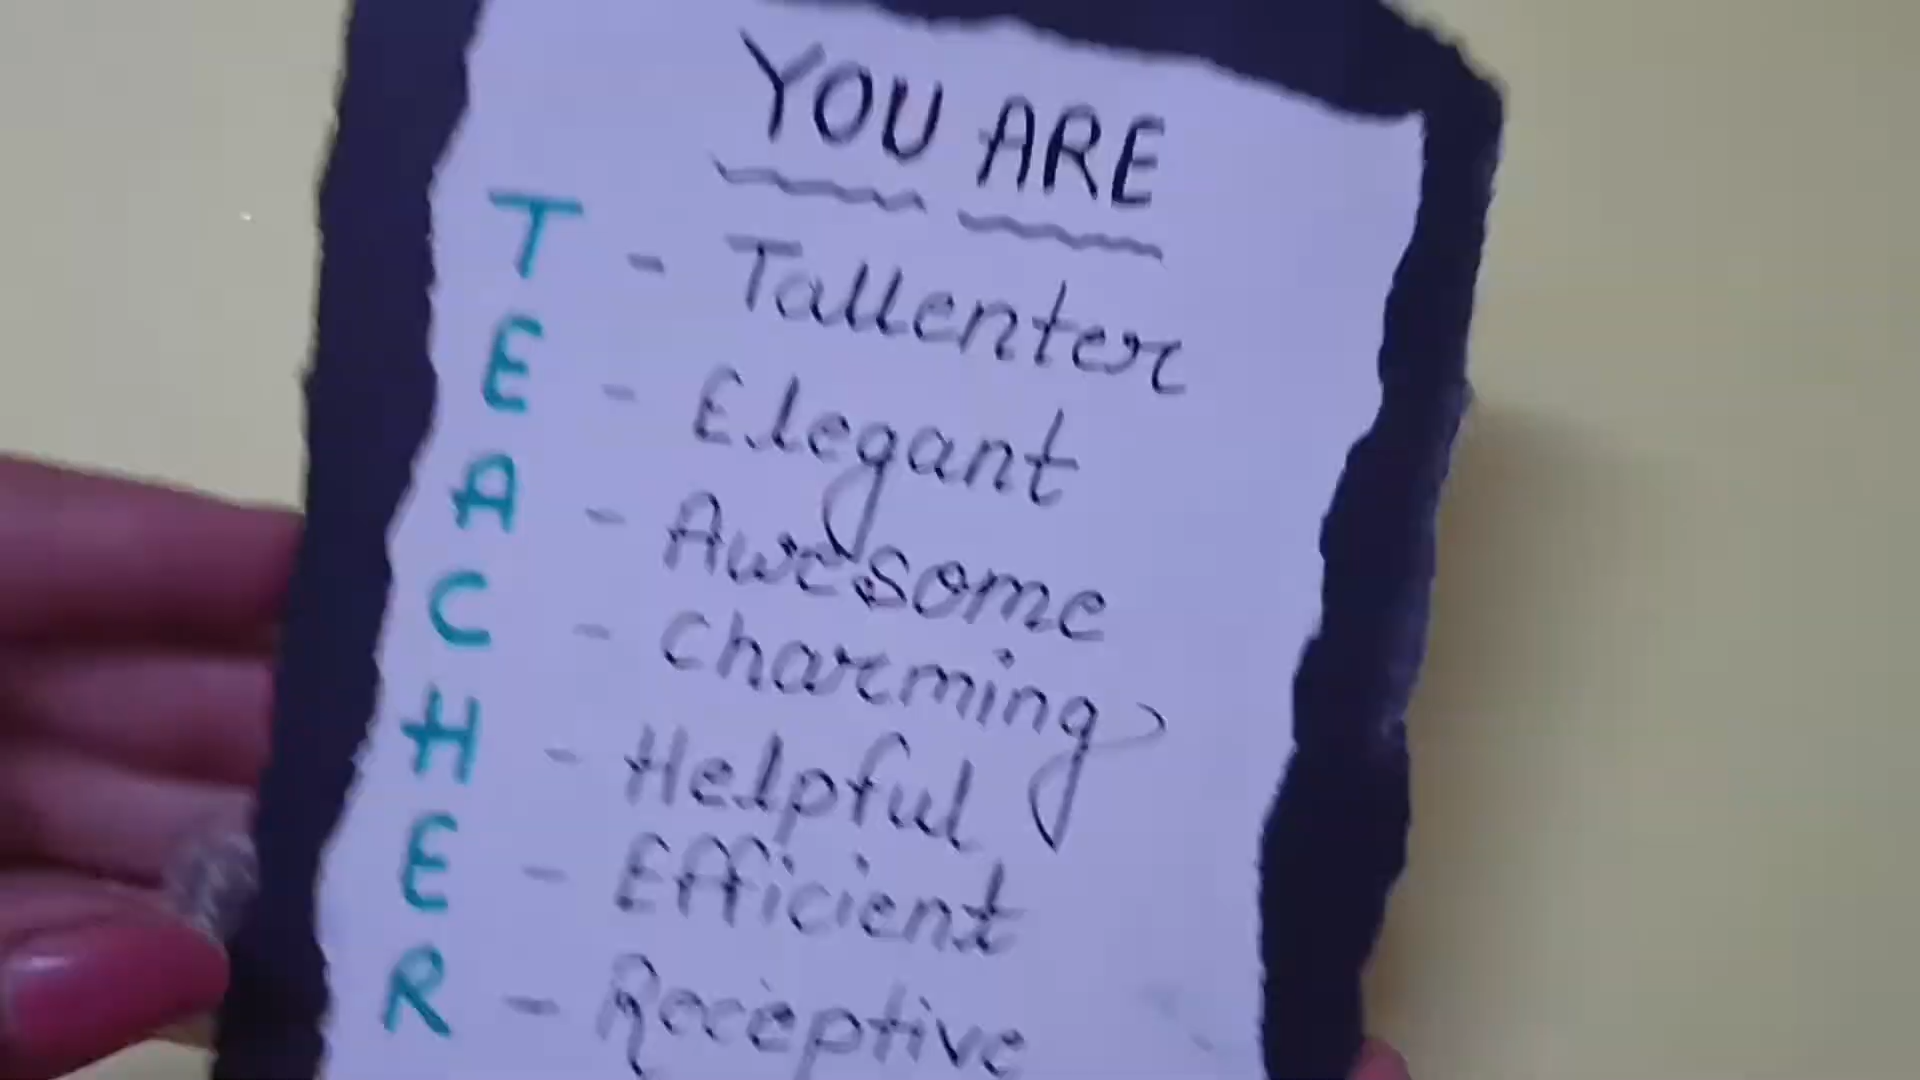 YOU ARE
T - Tallenter
E - Elegant
A - Awesome
C - Charming
H - Helpful
E - Efficient
R - Receptive